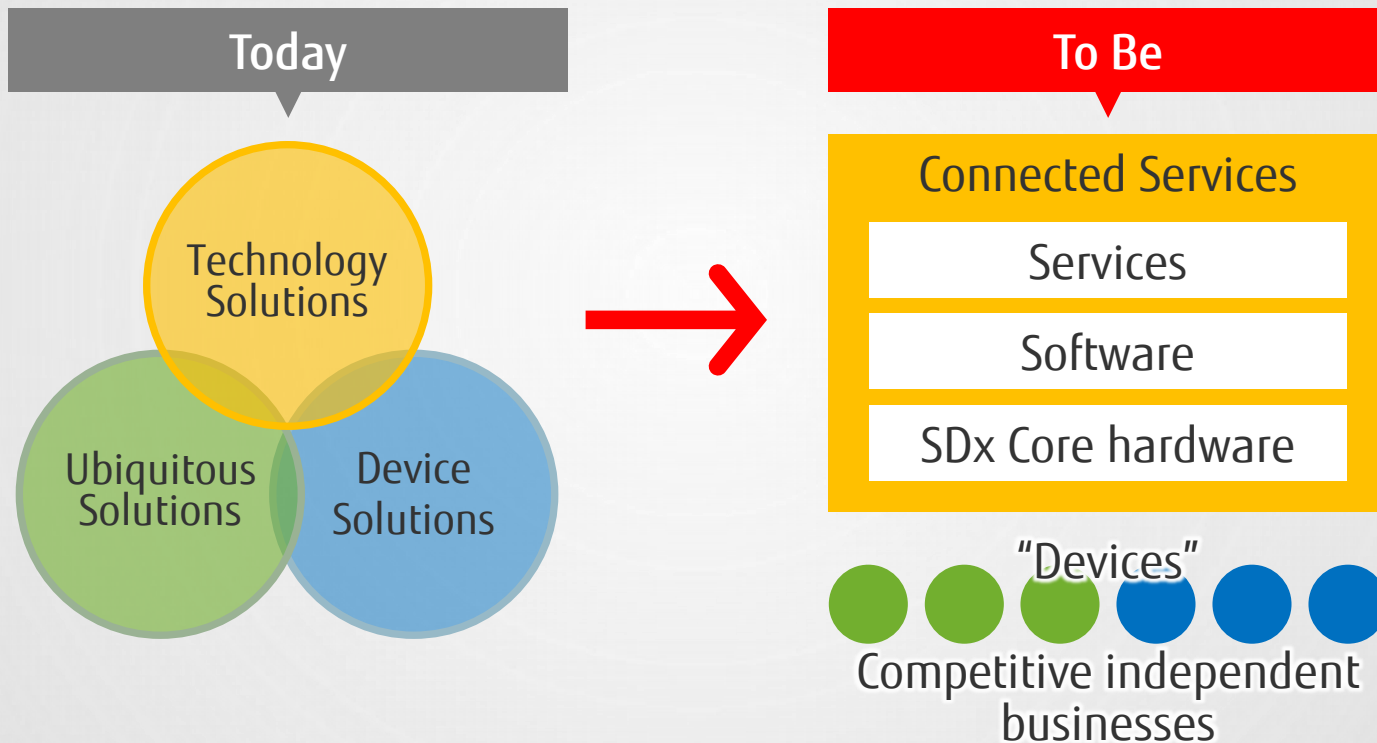 Today
Technology
Solutions
Ubiquitous
Solutions
Device
Solutions
To Be
Connected Services
Services
Software
SDx Core hardware
“Devices”
Competitive independent
businesses